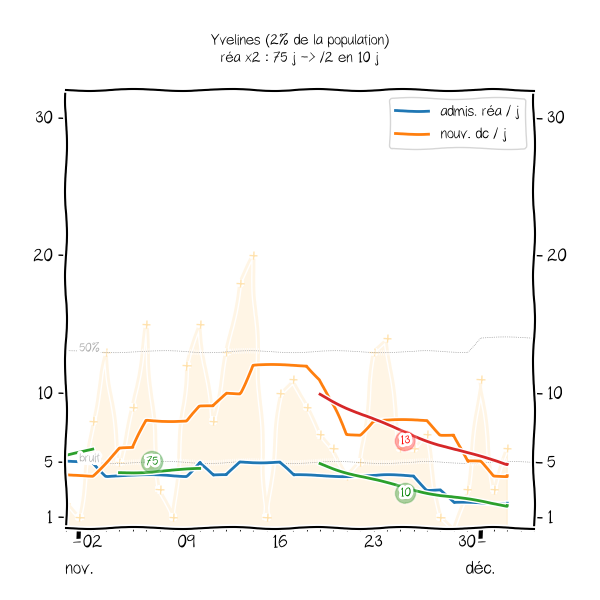 Yvelines (2% de la population)
réa x2 : 75 j -> /2 en 10 j
admis. réa / j
nouv. dc / j
30
30
20
20
50%
10
10
13
bruit
75
5
5
10
1
1
02
09
16
23
30
nov.
déc.